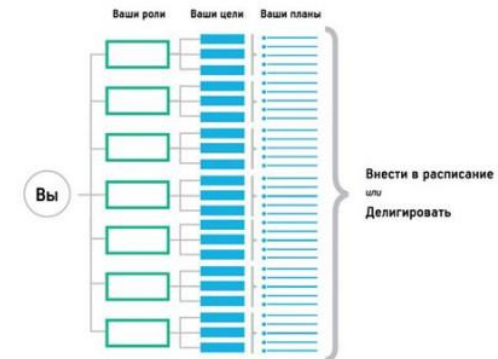 Ваши роли Ваши цели Ваши планы
Вы
Внести в расписание
или
Делигировать